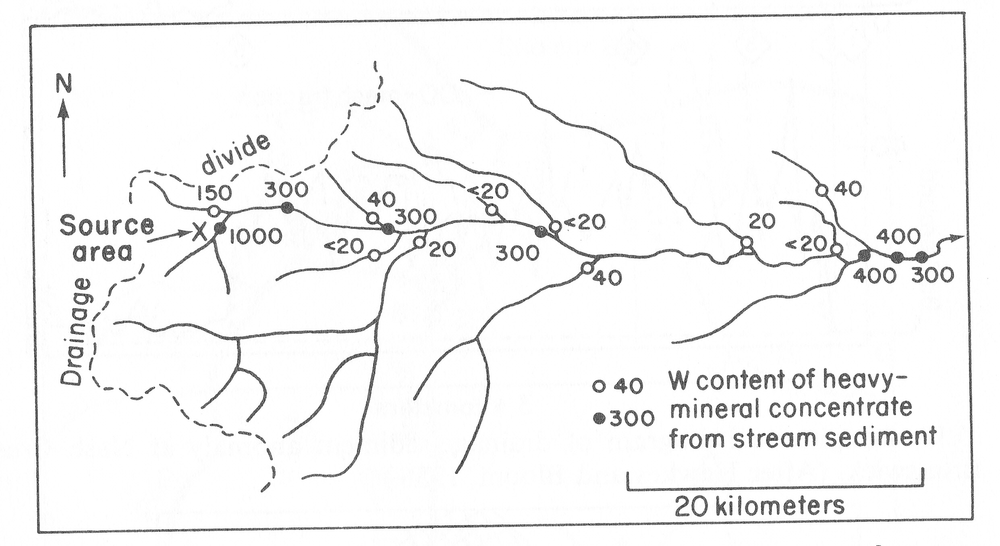 N
divide
150
300
40
300
<20
<20
20
40
Source
area
X
1000
<20
20
300
40
<20
400
400
300
Drainage
40
300
W content of heavy-
mineral concentrate
from stream sediment
20 kilometers